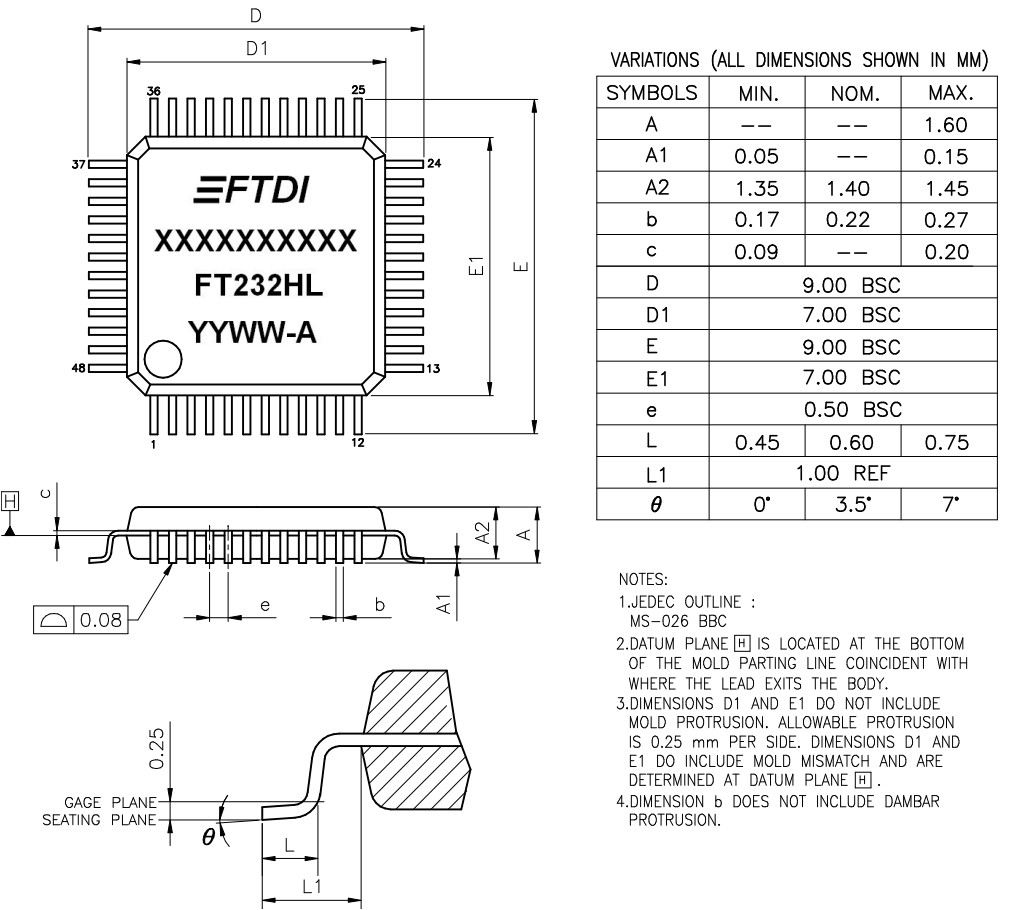 D
D1
36
25
37
24
FTDI
XXXXXXXXXX
FT232HL
YYWW-A
E1
E
48
13
1
12
H
c
A2
A
0.08
e
b
A1
0.25
GAGE PLANE
SEATING PLANE
θ
L
L1
VARIATIONS (ALL DIMENSIONS SHOWN IN MM)
SYMBOLS MIN. NOM. MAX.
A -- -- 1.60
A1 0.05 -- 0.15
A2 1.35 1.40 1.45
b 0.17 0.22 0.27
c 0.09 -- 0.20
D 9.00 BSC
D1 7.00 BSC
E 9.00 BSC
E1 7.00 BSC
e 0.50 BSC
L 0.45 0.60 0.75
L1 1.00 REF
θ 0° 3.5° 7°
NOTES:
1.JEDEC OUTLINE :
MS-026 BBC
2.DATUM PLANE H IS LOCATED AT THE BOTTOM
OF THE MOLD PARTING LINE COINCIDENT WITH
WHERE THE LEAD EXITS THE BODY.
3.DIMENSIONS D1 AND E1 DO NOT INCLUDE
MOLD PROTRUSION. ALLOWABLE PROTRUSION
IS 0.25 mm PER SIDE. DIMENSIONS D1 AND
E1 DO INCLUDE MOLD MISMATCH AND ARE
DETERMINED AT DATUM PLANE H .
4.DIMENSION b DOES NOT INCLUDE DAMBAR
PROTRUSION.